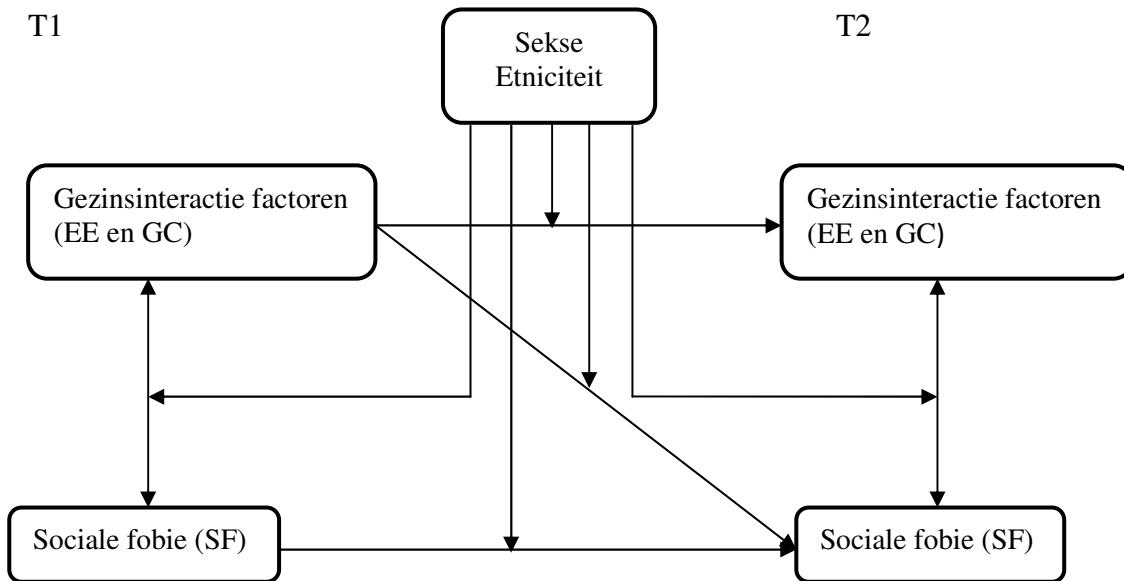 T1
T2
Sekse
Etniciteit
Gezinsinteractie factoren
(EE en GC)
Gezinsinteractie factoren
(EE en GC)
Sociale fobie (SF)
Sociale fobie (SF)